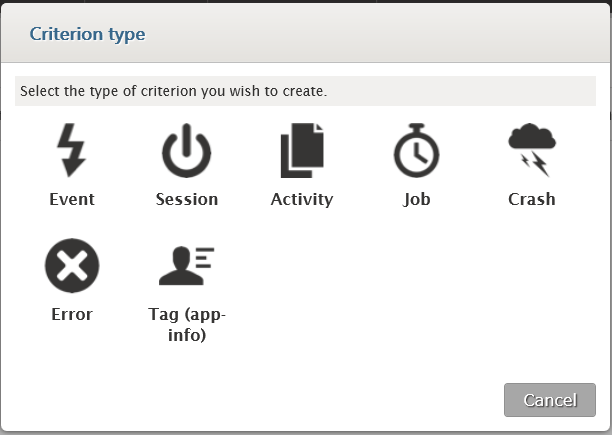 Criterion type
Select the type of criterion you wish to create.
Event
Session
Activity
Job
Crash
Error
Tag (app-
info)
Cancel